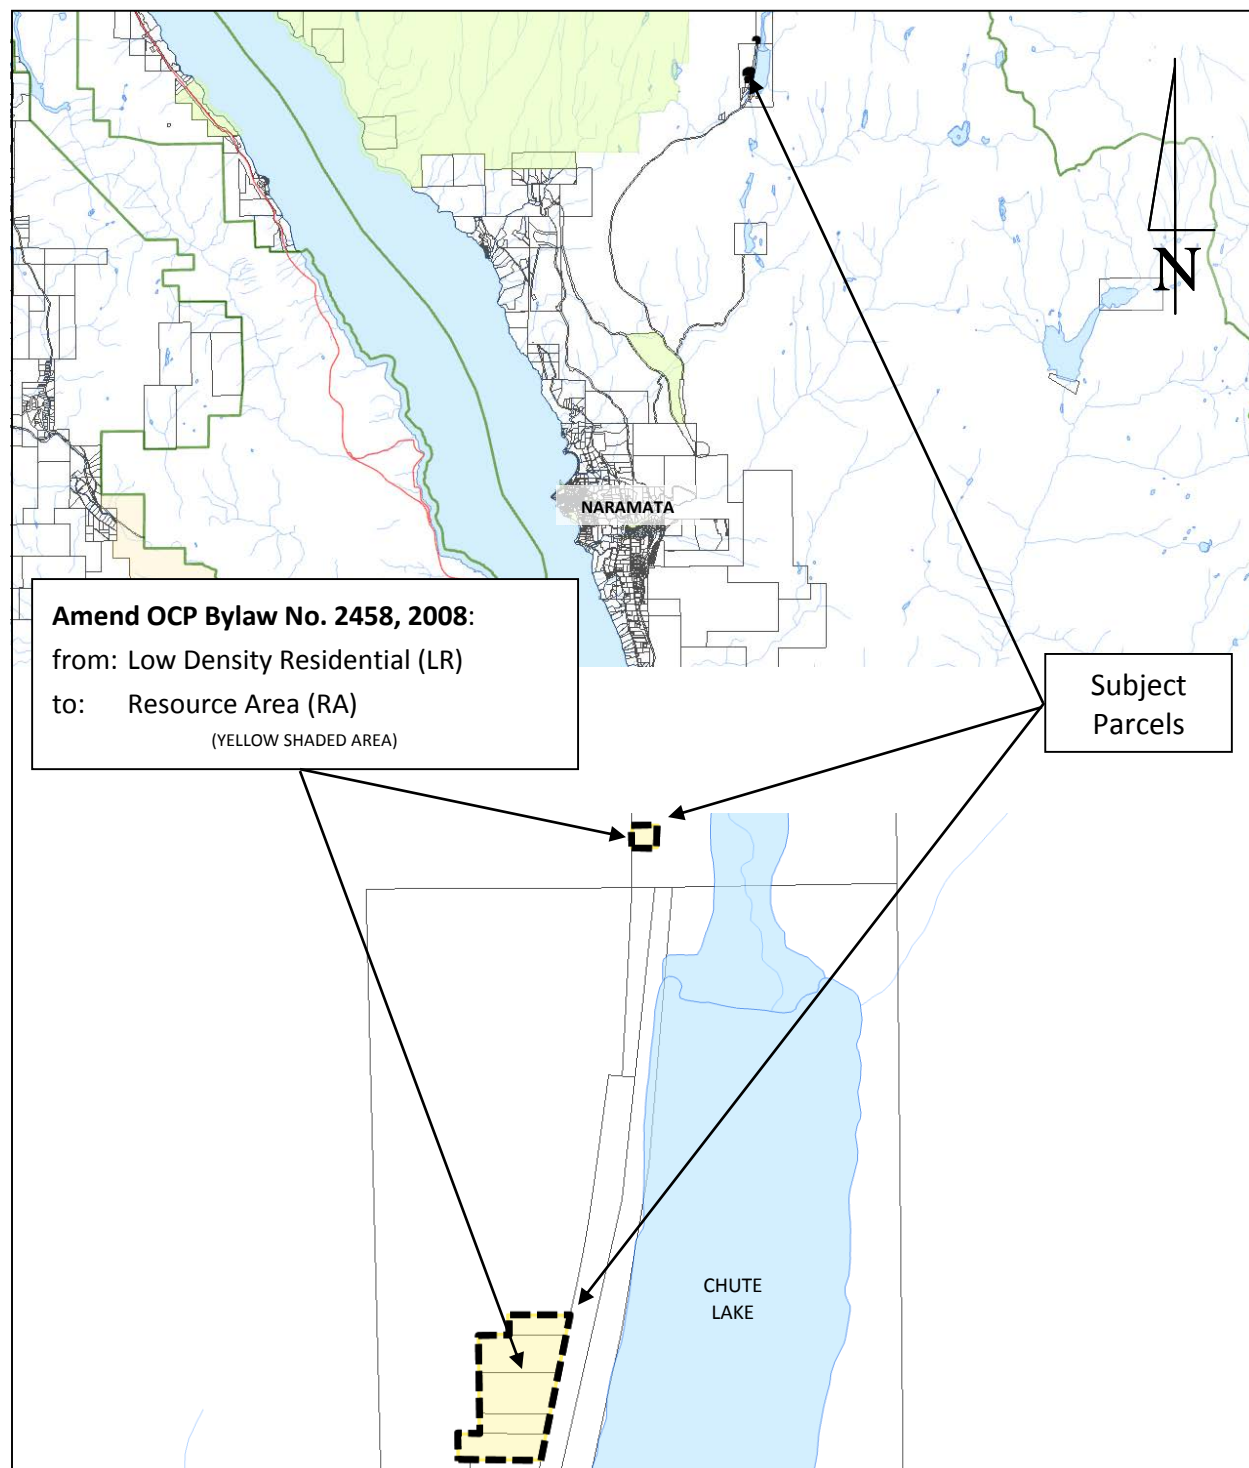 N
NARAMATA
Amend OCP Bylaw No. 2458, 2008:
from: Low Density Residential (LR)
to: Resource Area (RA)
(YELLOW SHADED AREA)
Subject
Parcels
CHUTE
LAKE